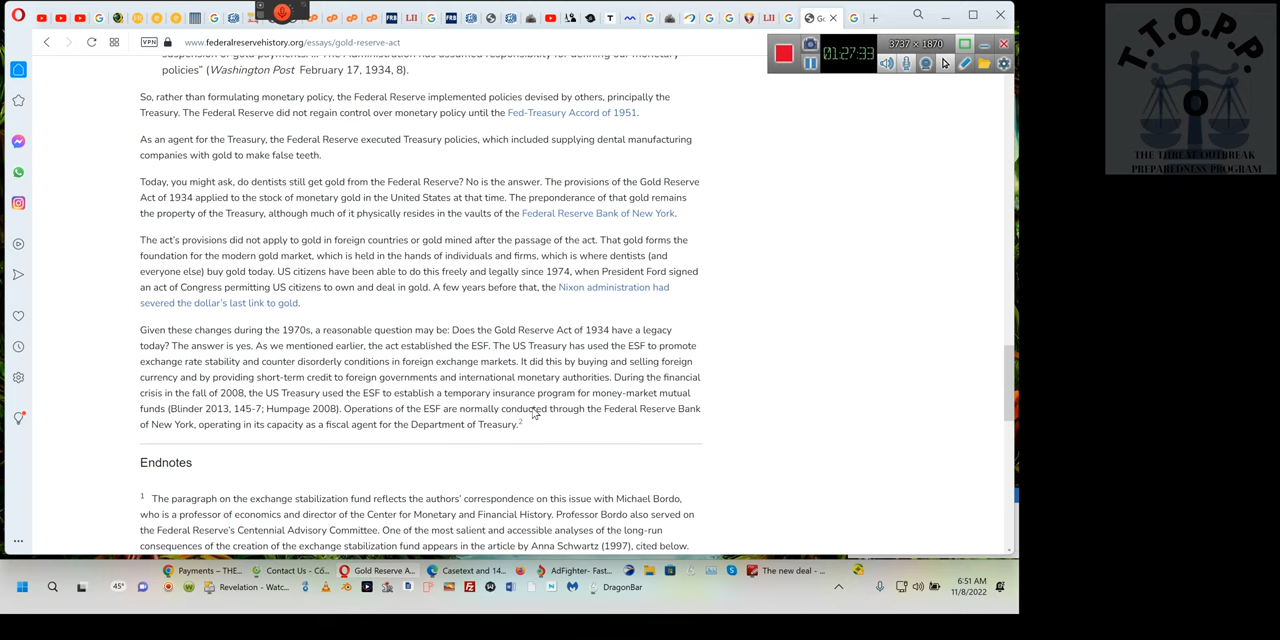 LII
FRB
FRB
LII
Go
VPN
www.federalreservehistory.org/essays/gold-reserve-act
3737 × 1870
01:27:33
T.T.O.P.P.
O
THE THREAT OUTBREAK
PREPAREDNESS PROGRAM
suspension of gold payments. ... The Administration has assumed responsibility for defining our monetary
policies” (Washington Post February 17, 1934, 8).
So, rather than formulating monetary policy, the Federal Reserve implemented policies devised by others, principally the
Treasury. The Federal Reserve did not regain control over monetary policy until the Fed-Treasury Accord of 1951.
As an agent for the Treasury, the Federal Reserve executed Treasury policies, which included supplying dental manufacturing
companies with gold to make false teeth.
Today, you might ask, do dentists still get gold from the Federal Reserve? No is the answer. The provisions of the Gold Reserve
Act of 1934 applied to the stock of monetary gold in the United States at that time. The preponderance of that gold remains
the property of the Treasury, although much of it physically resides in the vaults of the Federal Reserve Bank of New York.
The act’s provisions did not apply to gold in foreign countries or gold mined after the passage of the act. That gold forms the
foundation for the modern gold market, which is held in the hands of individuals and firms, which is where dentists (and
everyone else) buy gold today. US citizens have been able to do this freely and legally since 1974, when President Ford signed
an act of Congress permitting US citizens to own and deal in gold. A few years before that, the Nixon administration had
severed the dollar’s last link to gold.
Given these changes during the 1970s, a reasonable question may be: Does the Gold Reserve Act of 1934 have a legacy
today? The answer is yes. As we mentioned earlier, the act established the ESF. The US Treasury has used the ESF to promote
exchange rate stability and counter disorderly conditions in foreign exchange markets. It did this by buying and selling foreign
currency and by providing short-term credit to foreign governments and international monetary authorities. During the financial
crisis in the fall of 2008, the US Treasury used the ESF to establish a temporary insurance program for money-market mutual
funds (Blinder 2013, 145-7; Humpage 2008). Operations of the ESF are normally conducted through the Federal Reserve Bank
of New York, operating in its capacity as a fiscal agent for the Department of Treasury.2
Endnotes
1 The paragraph on the exchange stabilization fund reflects the authors’ correspondence on this issue with Michael Bordo,
who is a professor of economics and director of the Center for Monetary and Financial History. Professor Bordo also served on
the Federal Reserve’s Centennial Advisory Committee. One of the most salient and accessible analyses of the long-run
consequences of the creation of the exchange stabilization fund appears in the article by Anna Schwartz (1997), cited below.
Payments – THE...
Contact Us - Co...
Gold Reserve A...
Casetext and 14...
AdFighter- Fast...
The new deal - ...
45°
Revelation - Watc...
DragonBar
6:51 AM
11/8/2022